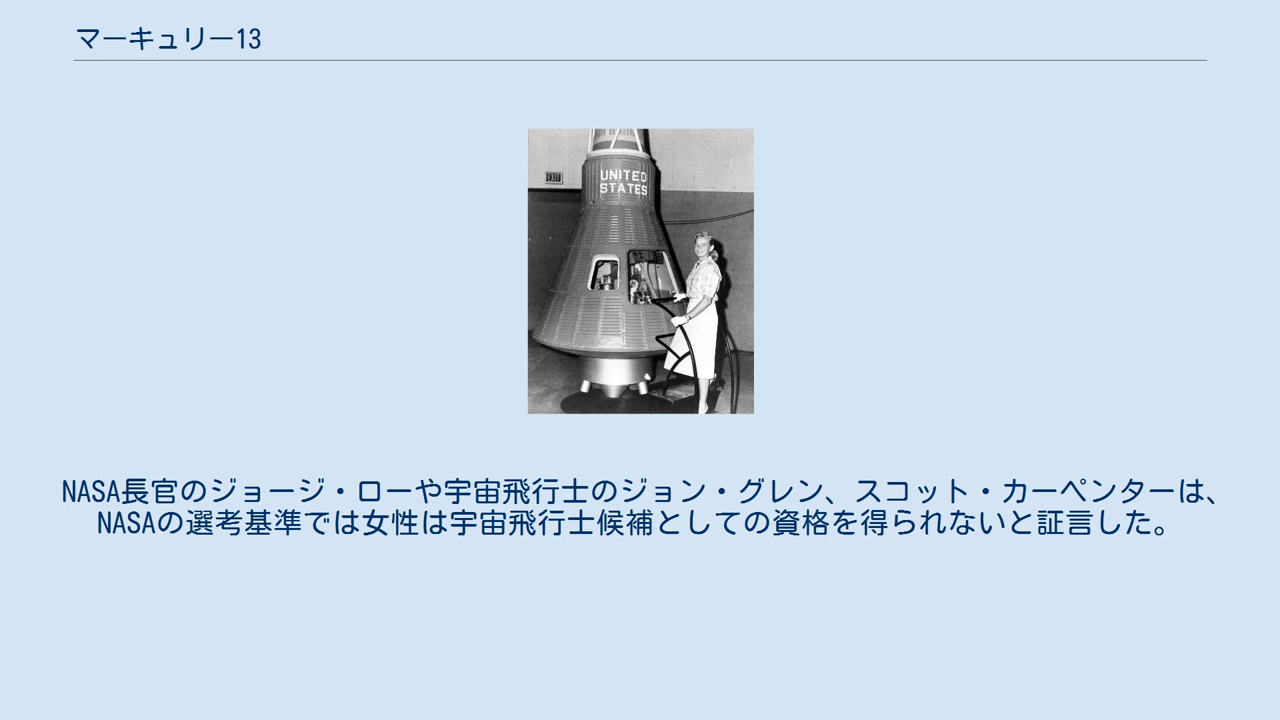 マーキュリー13
EXIT
UNITED
STATES
NASA長官のジョージ・ローや宇宙飛行士のジョン・グレン、スコット・カーペンターは、
NASAの選考基準では女性は宇宙飛行士候補としての資格を得られないと証言した。